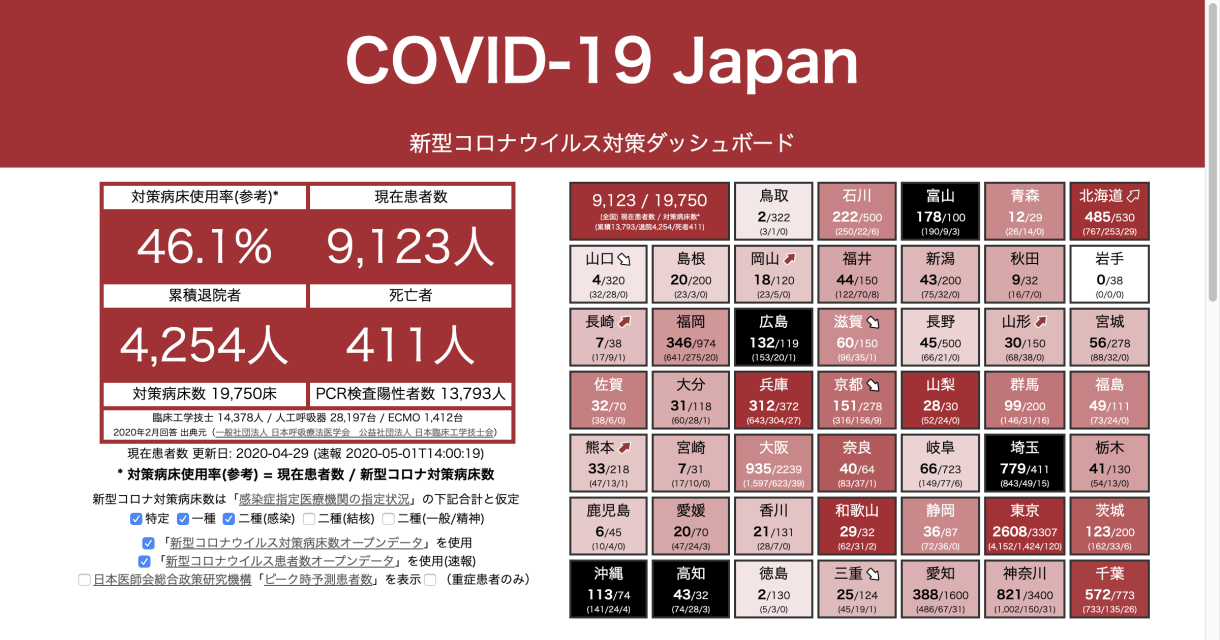 COVID-19 Japan
新型コロナウイルス対策ダッシュボード
対策病床使用率(参考)*
現在患者数
46.1%
9,123人
累積退院者
死亡者
4,254人
411人
対策病床数 19,750床
PCR検査陽性者数 13,793人
臨床工学技士 14,378人 / 人工呼吸器 28,197台 / ECMO 1,412台
2020年2月回答 出典元（一般社団法人 日本呼吸療法医学会　公益社団法人 日本臨床工学技士会）
現在患者数 更新日: 2020-04-29 (速報 2020-05-01T14:00:19)
* 対策病床使用率(参考) = 現在患者数 / 新型コロナ対策病床数
新型コロナ対策病床数は「感染症指定医療機関の指定状況」の下記合計と仮定
特定 一種 二種(感染) 二種(結核) 二種(一般/精神)
「新型コロナウイルス対策病床数オープンデータ」を使用
「新型コロナウイルス患者数オープンデータ」を使用(速報)
日本医師会総合政策研究機構「ピーク時予測患者数」を表示 （重症患者のみ）
9,123 / 19,750
(全国) 現在患者数 / 対策病床数*
(累積13,793/退院4,254/死者411)
鳥取
2/322
(3/1/0)
石川
222/500
(250/22/6)
富山
178/100
(190/9/3)
青森
12/29
(26/14/0)
北海道
485/530
(767/253/29)
山口
4/320
(32/28/0)
島根
20/200
(23/3/0)
岡山
18/120
(23/5/0)
福井
44/150
(122/70/8)
新潟
43/200
(75/32/0)
秋田
9/32
(16/7/0)
岩手
0/38
(0/0/0)
長崎
7/38
(17/9/1)
福岡
346/974
(641/275/20)
広島
132/119
(153/20/1)
滋賀
60/150
(96/35/1)
長野
45/500
(66/21/0)
山形
30/150
(68/38/0)
宮城
56/278
(88/32/0)
佐賀
32/70
(38/6/0)
大分
31/118
(60/28/1)
兵庫
312/372
(643/304/27)
京都
151/278
(316/156/9)
山梨
28/30
(52/24/0)
群馬
99/200
(146/31/16)
福島
49/111
(73/24/0)
熊本
33/218
(47/13/1)
宮崎
7/31
(17/10/0)
大阪
935/2239
(1,597/623/39)
奈良
40/64
(83/37/1)
岐阜
66/723
(149/77/6)
埼玉
779/411
(843/49/15)
栃木
41/130
(54/13/0)
鹿児島
6/45
(10/4/0)
愛媛
20/70
(47/24/3)
香川
21/131
(28/7/0)
和歌山
29/32
(62/31/2)
静岡
36/87
(72/36/0)
東京
2608/3307
(4,152/1,424/120)
茨城
123/200
(162/33/6)
沖縄
113/74
(141/24/4)
高知
43/32
(74/28/3)
徳島
2/130
(5/3/0)
三重
25/124
(45/19/1)
愛知
388/1600
(486/67/31)
神奈川
821/3400
(1,002/150/31)
千葉
572/773
(733/135/26)